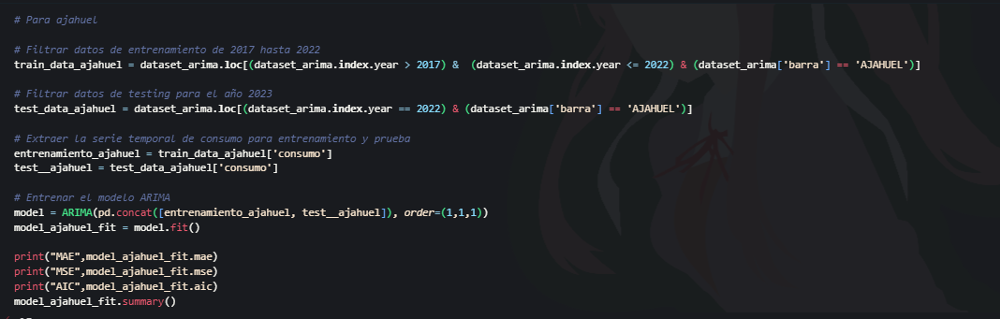 # Para ajahuel
# Filtrar datos de entrenamiento de 2017 hasta 2022
train_data_ajahuel = dataset_arima.loc[(dataset_arima.index.year > 2017) &  (dataset_arima.index.year <= 2022) & (dataset_arima['barra'] == 'AJAHUEL')]
# Filtrar datos de testing para el año 2023
test_data_ajahuel = dataset_arima.loc[(dataset_arima.index.year == 2022) & (dataset_arima['barra'] == 'AJAHUEL')]
# Extraer la serie temporal de consumo para entrenamiento y prueba
entrenamiento_ajahuel = train_data_ajahuel['consumo']
test__ajahuel = test_data_ajahuel['consumo']
# Entrenar el modelo ARIMA
model = ARIMA(pd.concat([entrenamiento_ajahuel, test__ajahuel]), order=(1,1,1))
model_ajahuel_fit = model.fit()
print("MAE",model_ajahuel_fit.mae)
print("MSE",model_ajahuel_fit.mse)
print("AIC",model_ajahuel_fit.aic)
model_ajahuel_fit.summary()